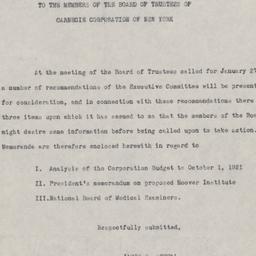 TO THE MEMBERS OF THE BOARD OF TRUSTEES OF
CARNEGIE CORPORATION OF NEW YORK
At the meeting of the Board of Trustees called for January 27
a number of recommendations of the Executive Committee will be present
for consideration, and in connection with these recommendations there
three items upon which it has seemed to me that the members of the Boa
might desire some information before being called upon to take action.
Memoranda are therefore enclosed herewith in regard to
I. Analysis of the Corporation Budget to October 1, 1921
II. President's memorandum on proposed Hoover Institute
III. National Board of Medical Examiners.
Respectfully submitted,